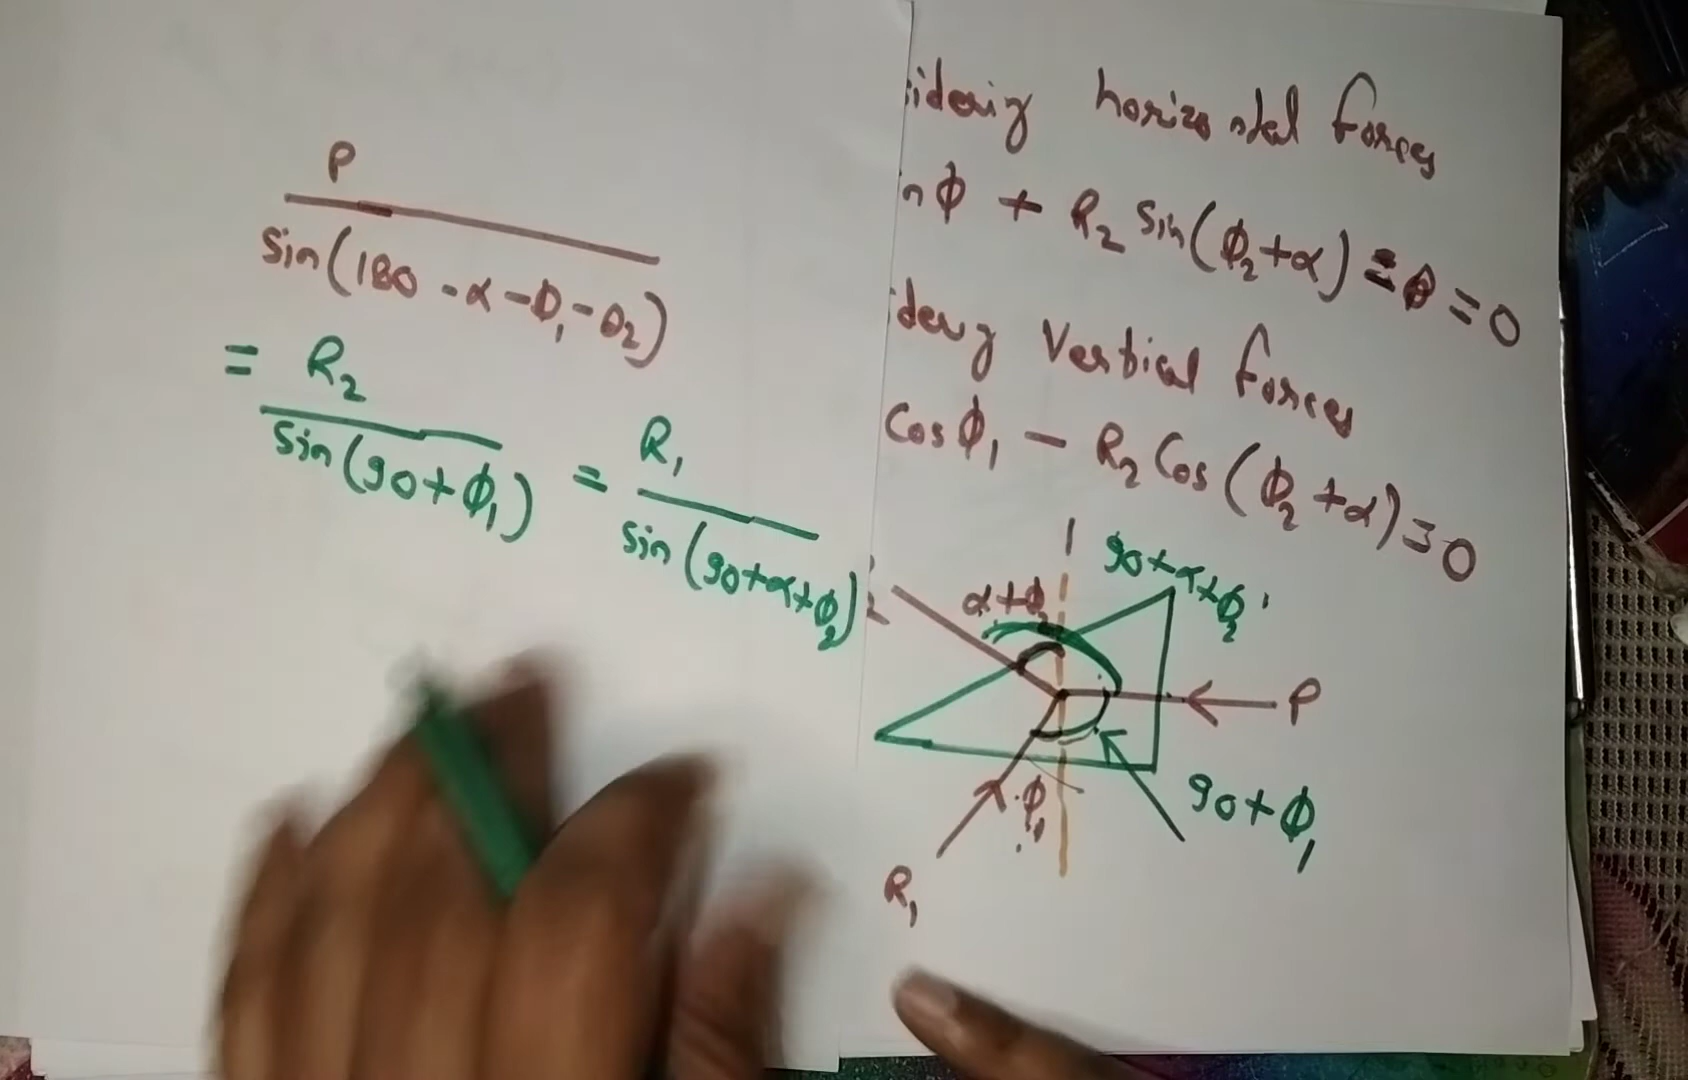 P
sin(180 - α - Φ₁ - Φ₂)
= R₂
sin(90+Φ₁)
= R₁
sin(90+α+Φ₂)
horizontal forces
Φ + R₂ sin(Φ₂+α) = 0
Vertical forces
Cos Φ₁ - R₂ Cos(Φ₂+α) = 0
α+Φ₂
90+α+Φ₂
P
90+Φ₁
Φ₁
R₁